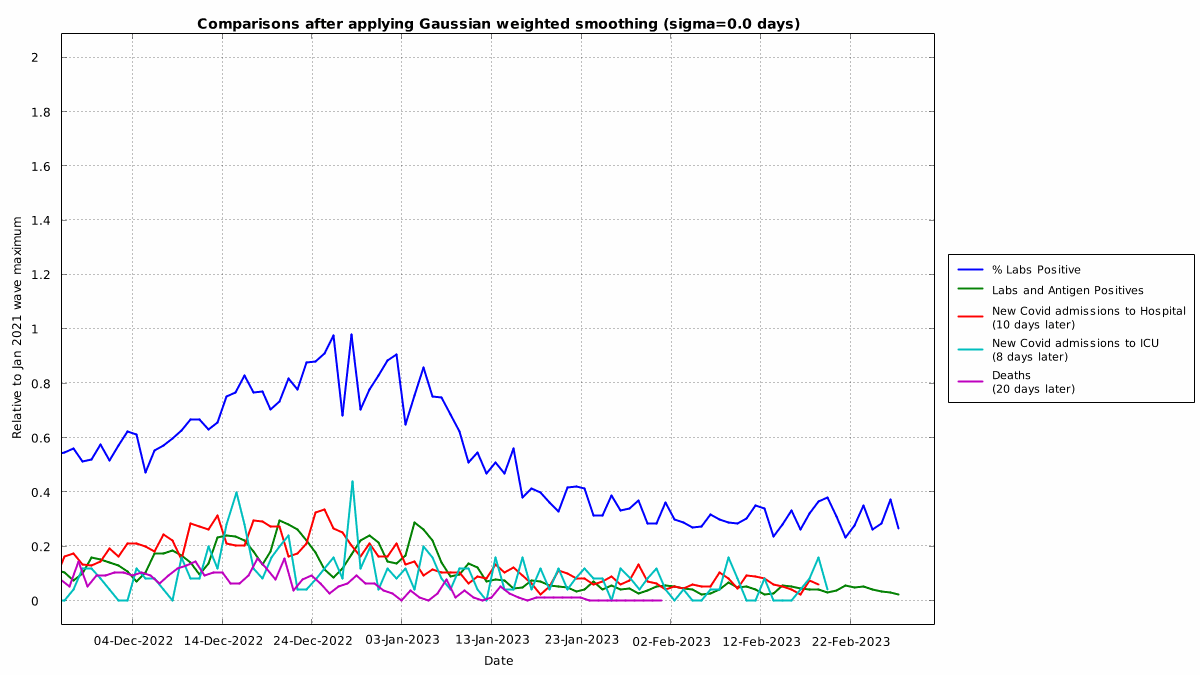 Comparisons after applying Gaussian weighted smoothing (sigma=0.0 days)
Relative to Jan 2021 wave maximum
2
1.8
1.6
1.4
1.2
1
0.8
0.6
0.4
0.2
0
04-Dec-2022 14-Dec-2022 24-Dec-2022 03-Jan-2023 13-Jan-2023 23-Jan-2023 02-Feb-2023 12-Feb-2023 22-Feb-2023
Date
% Labs Positive
Labs and Antigen Positives
New Covid admissions to Hospital
(10 days later)
New Covid admissions to ICU
(8 days later)
Deaths
(20 days later)